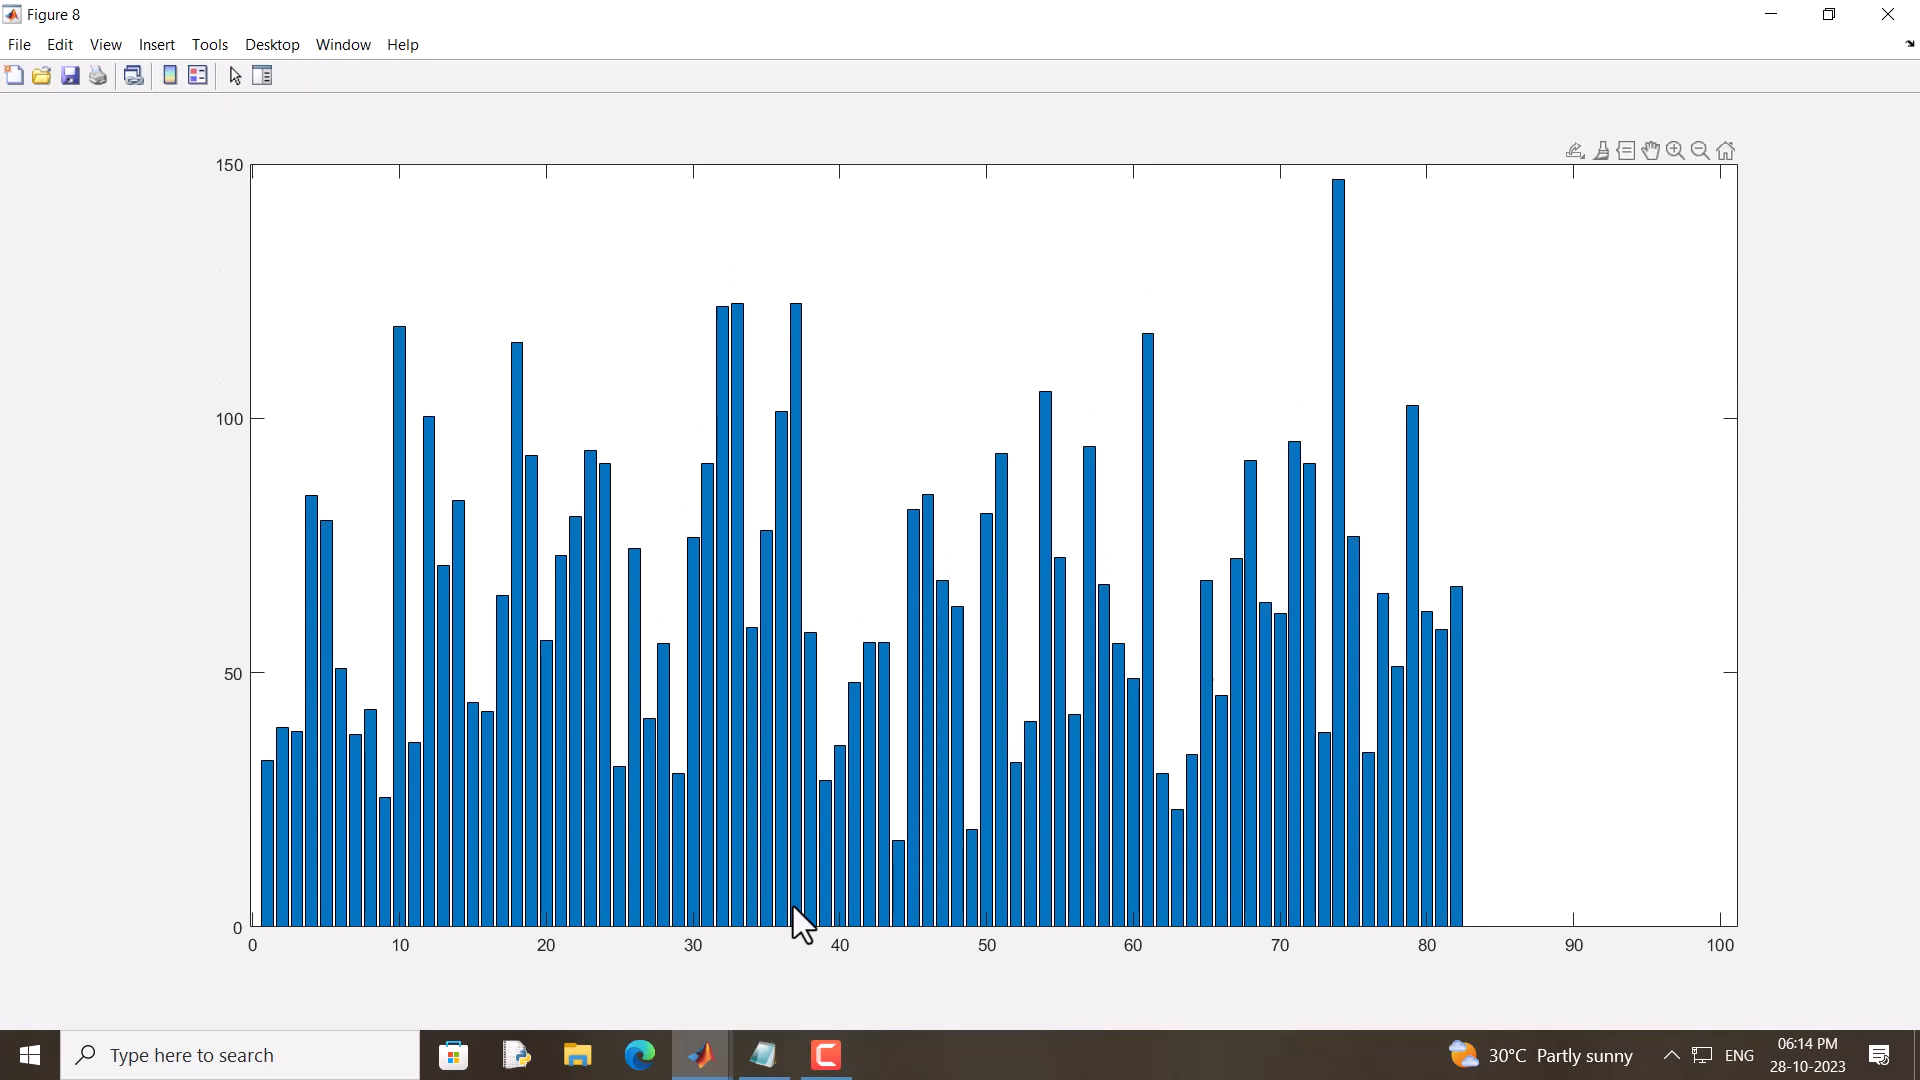 Figure 8
File Edit View Insert Tools Desktop Window Help
150
100
50
0
0 10 20 30 40 50 60 70 80 90 100
Type here to search
30°C Partly sunny
ENG
06:14 PM
28-10-2023